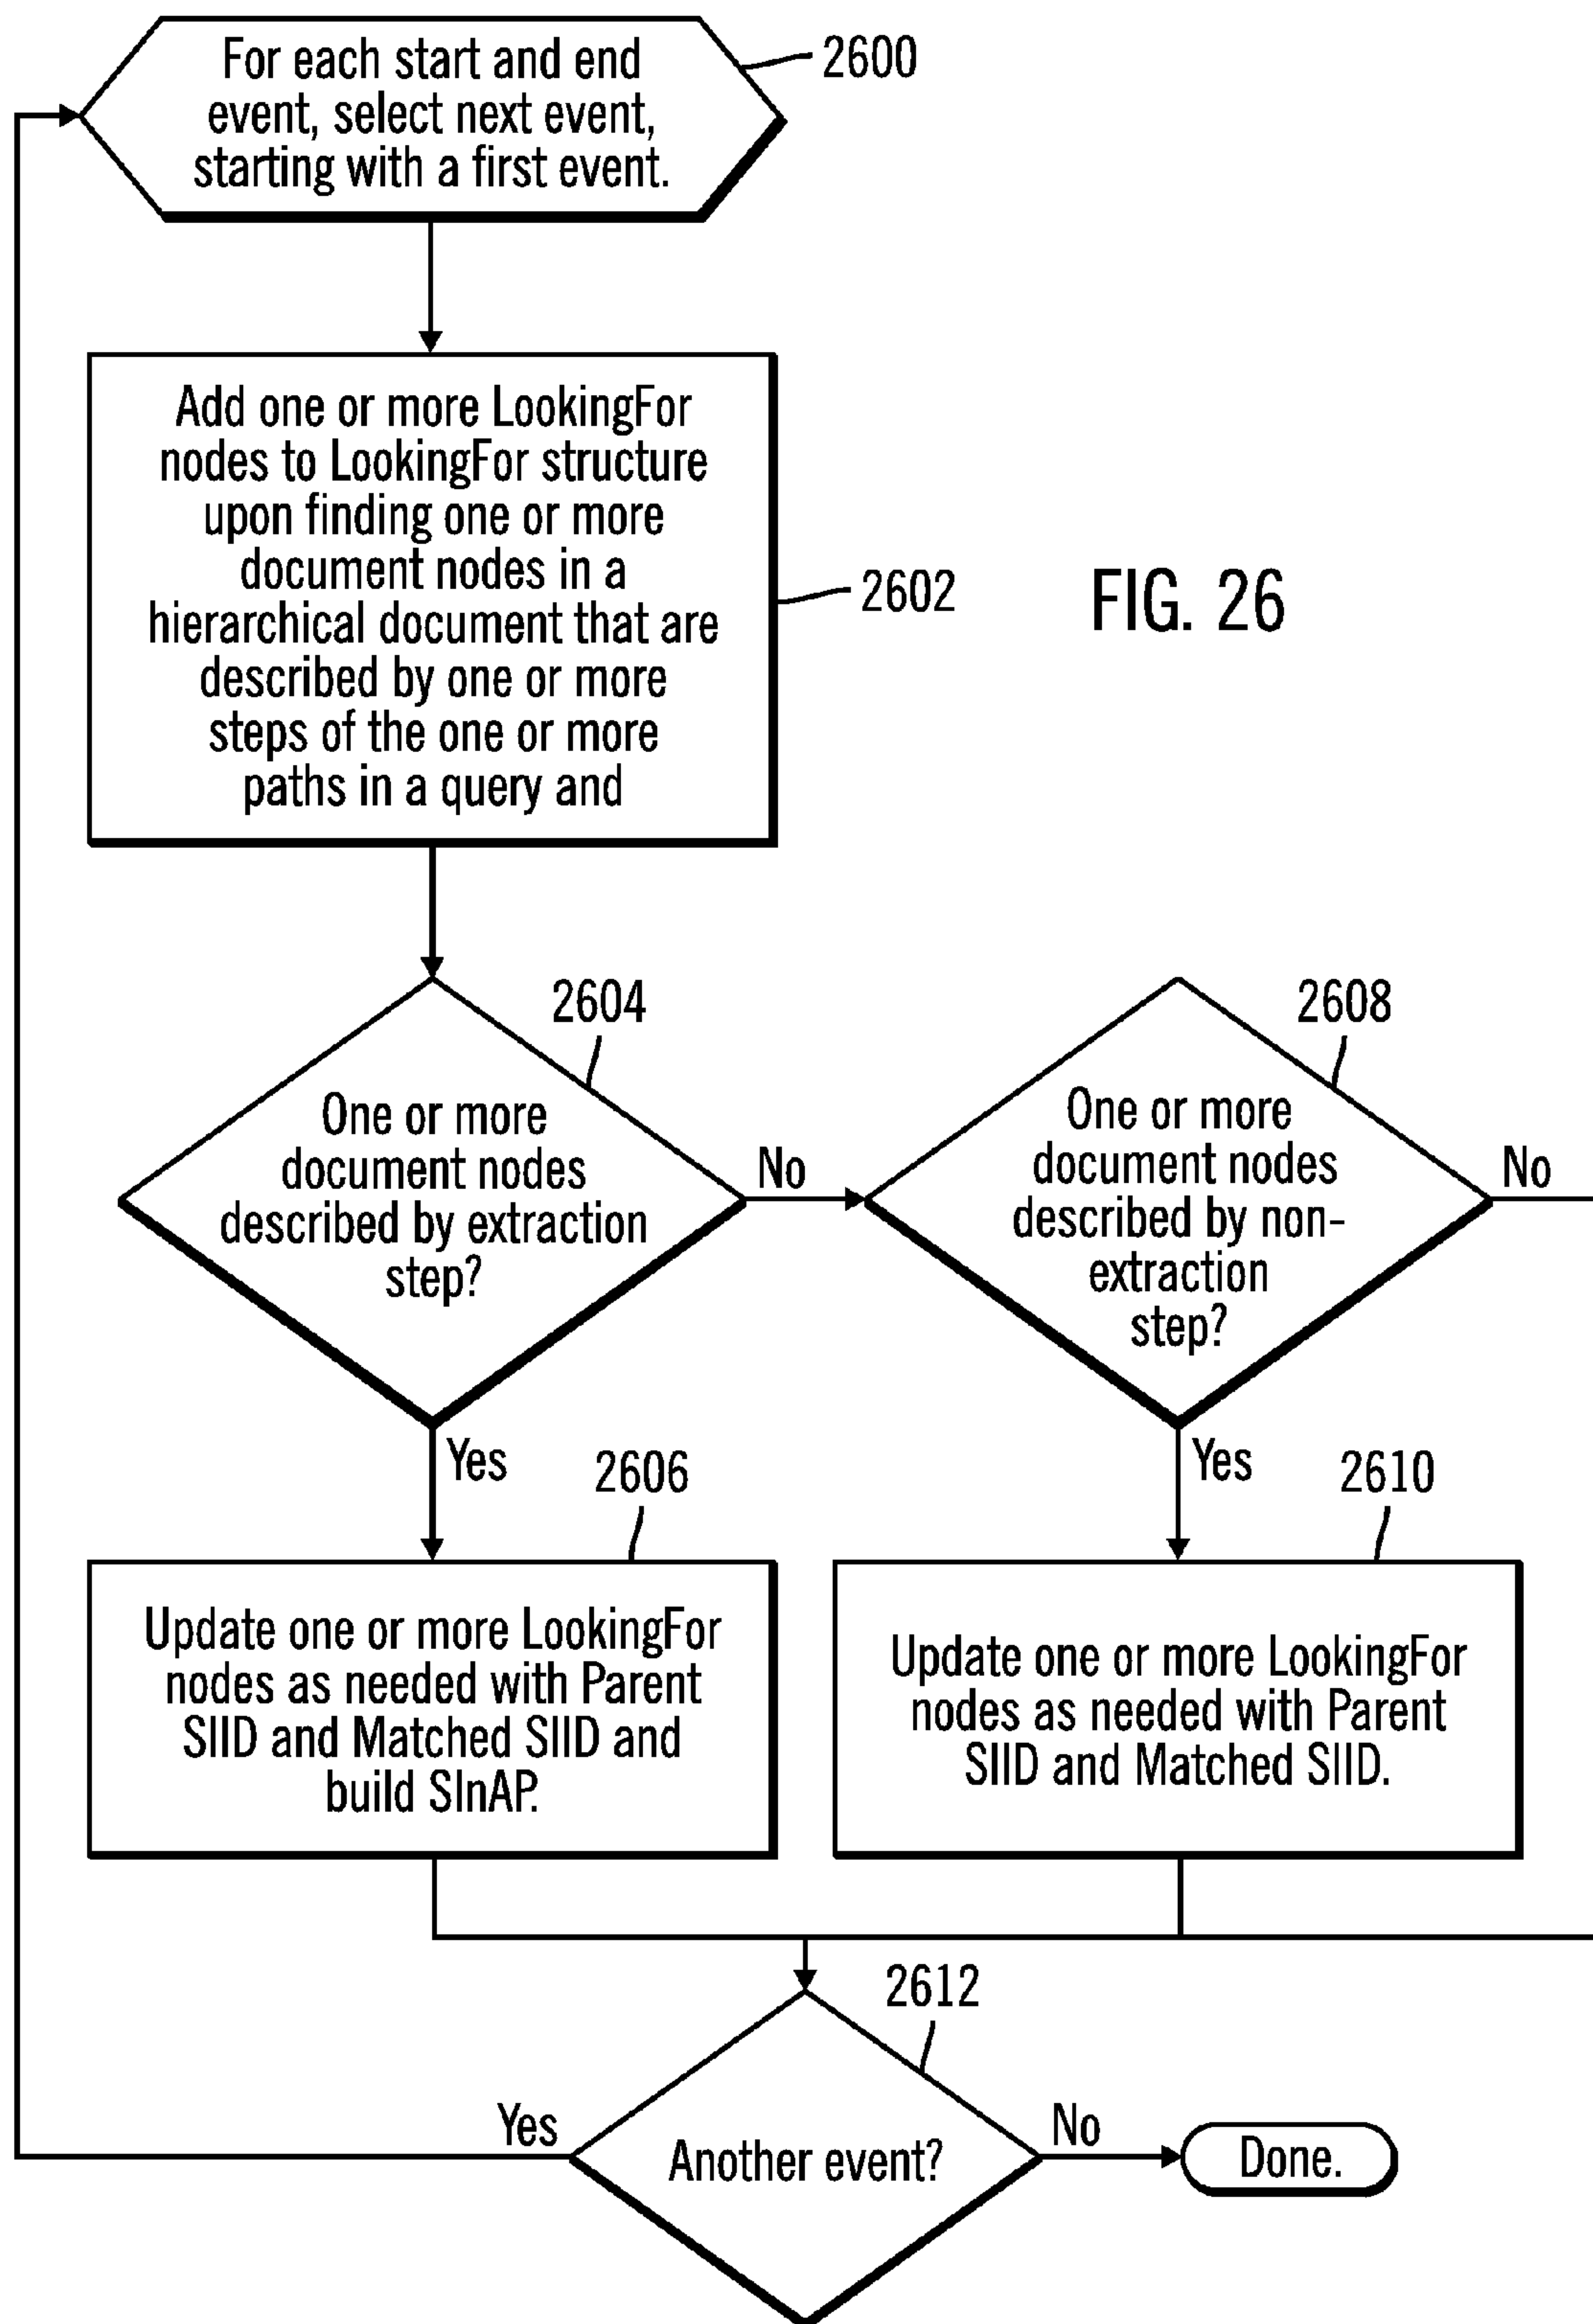 For each start and end
event, select next event,
starting with a first event.
2600
Add one or more LookingFor
nodes to LookingFor structure
upon finding one or more
document nodes in a
hierarchical document that are
described by one or more
steps of the one or more
paths in a query and
2602
FIG. 26
2604
One or more
document nodes
described by extraction
step?
No
2608
One or more
document nodes
described by non-
extraction
step?
No
Yes
2606
Update one or more LookingFor
nodes as needed with Parent
SIID and Matched SIID and
build SInAP.
Yes
2610
Update one or more LookingFor
nodes as needed with Parent
SIID and Matched SIID.
2612
Another event?
Yes
No
Done.